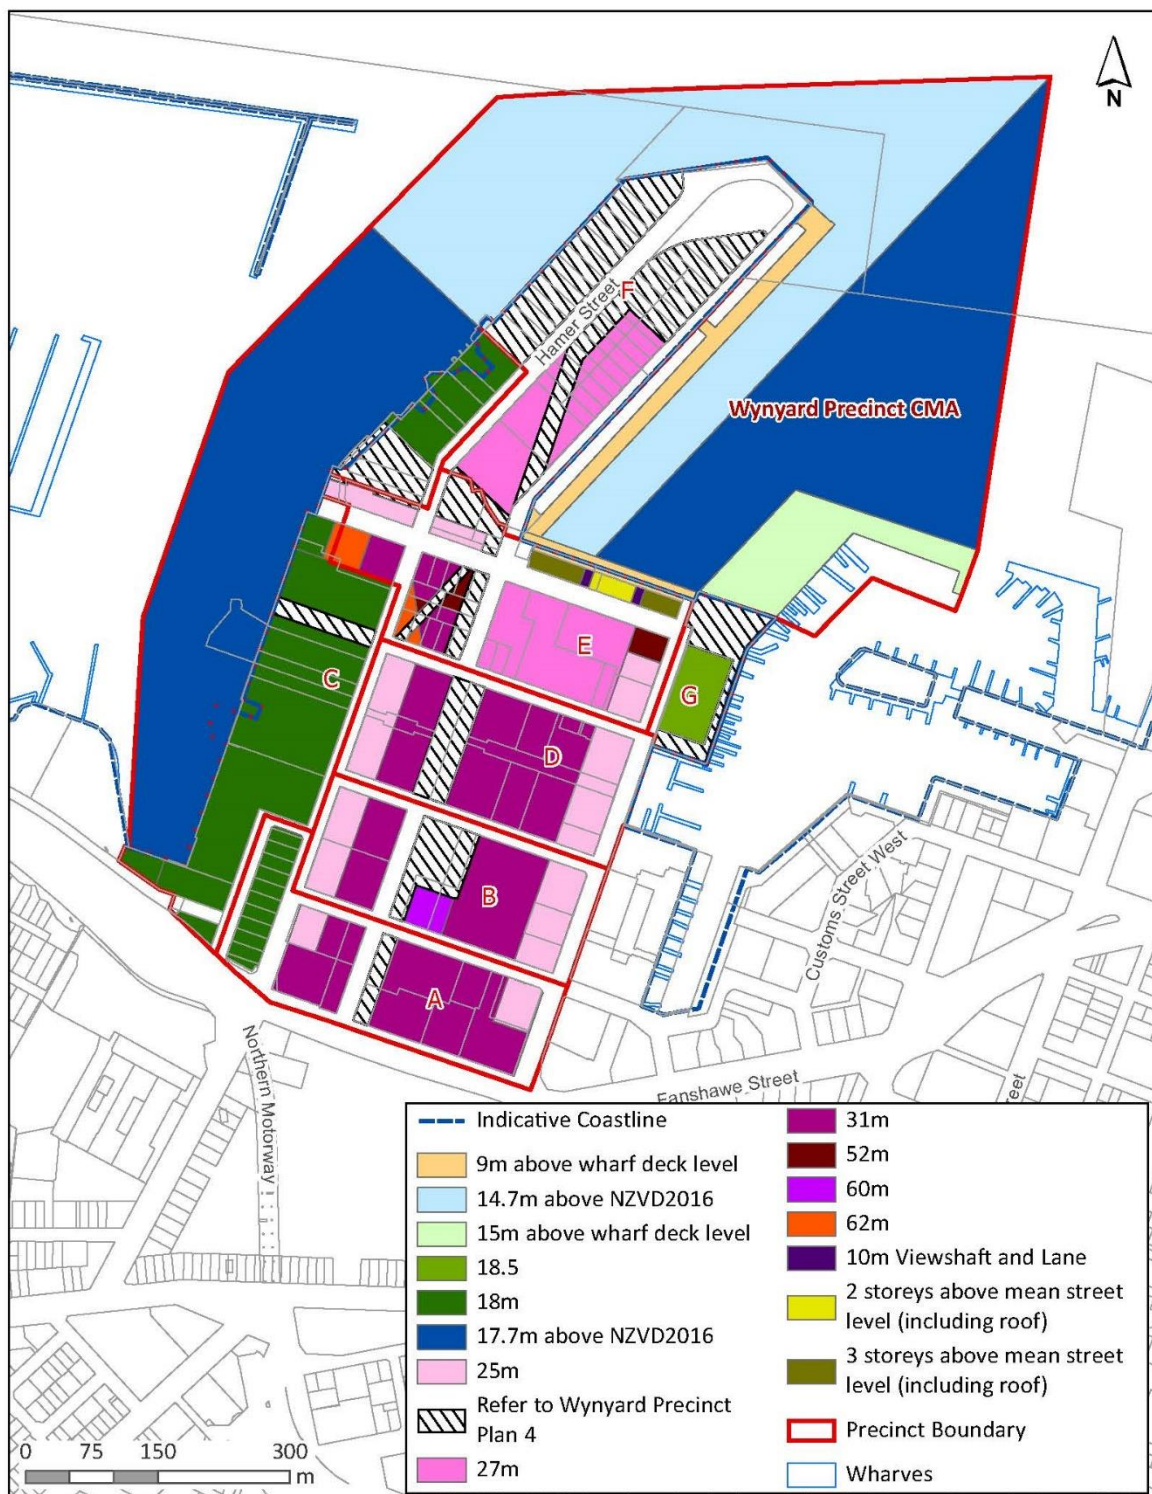 N
F
Hamer Street
Wynyard Precinct CMA
E
C
G
D
B
A
Customs Street West
Northern Motorway
Fanshawe Street
Street
Indicative Coastline
9m above wharf deck level
14.7m above NZVD2016
15m above wharf deck level
18.5
18m
17.7m above NZVD2016
25m
Refer to Wynyard Precinct
Plan 4
27m
31m
52m
60m
62m
10m Viewshaft and Lane
2 storeys above mean street
level (including roof)
3 storeys above mean street
level (including roof)
Precinct Boundary
Wharves
0 75 150 300
m